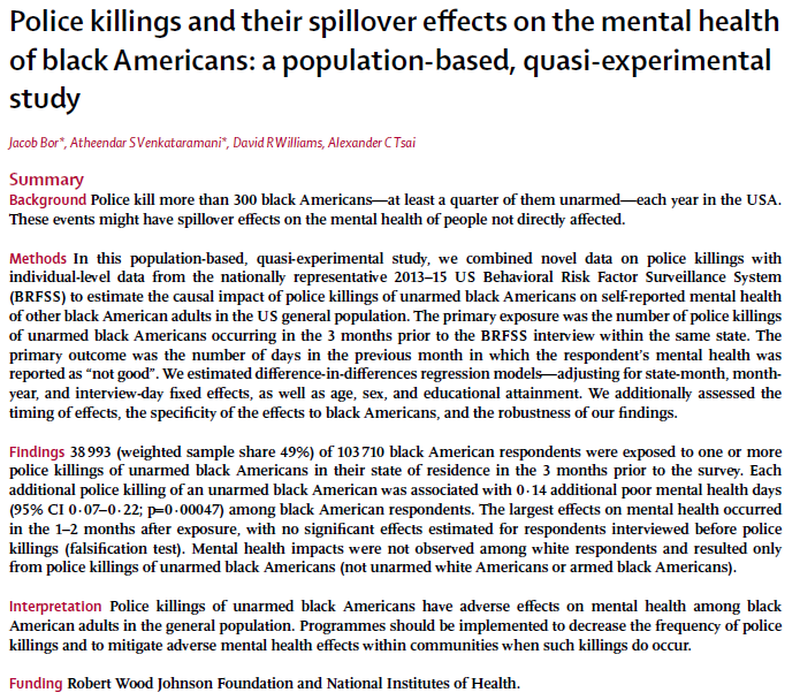 Police killings and their spillover effects on the mental health
of black Americans: a population-based, quasi-experimental
study
Jacob Bor*, Atheendar S Venkataramani*, David R Williams, Alexander C Tsai
Summary
Background Police kill more than 300 black Americans—at least a quarter of them unarmed—each year in the USA.
These events might have spillover effects on the mental health of people not directly affected.
Methods In this population-based, quasi-experimental study, we combined novel data on police killings with
individual-level data from the nationally representative 2013–15 US Behavioral Risk Factor Surveillance System
(BRFSS) to estimate the causal impact of police killings of unarmed black Americans on self-reported mental health
of other black American adults in the US general population. The primary exposure was the number of police killings
of unarmed black Americans occurring in the 3 months prior to the BRFSS interview within the same state. The
primary outcome was the number of days in the previous month in which the respondent's mental health was
reported as “not good”. We estimated difference-in-differences regression models—adjusting for state-month, month-
year, and interview-day fixed effects, as well as age, sex, and educational attainment. We additionally assessed the
timing of effects, the specificity of the effects to black Americans, and the robustness of our findings.
Findings 38 993 (weighted sample share 49%) of 103 710 black American respondents were exposed to one or more
police killings of unarmed black Americans in their state of residence in the 3 months prior to the survey. Each
additional police killing of an unarmed black American was associated with 0·14 additional poor mental health days
(95% CI 0·07–0·22; p=0·00047) among black American respondents. The largest effects on mental health occurred
in the 1–2 months after exposure, with no significant effects estimated for respondents interviewed before police
killings (falsification test). Mental health impacts were not observed among white respondents and resulted only
from police killings of unarmed black Americans (not unarmed white Americans or armed black Americans).
Interpretation Police killings of unarmed black Americans have adverse effects on mental health among black
American adults in the general population. Programmes should be implemented to decrease the frequency of police
killings and to mitigate adverse mental health effects within communities when such killings do occur.
Funding Robert Wood Johnson Foundation and National Institutes of Health.